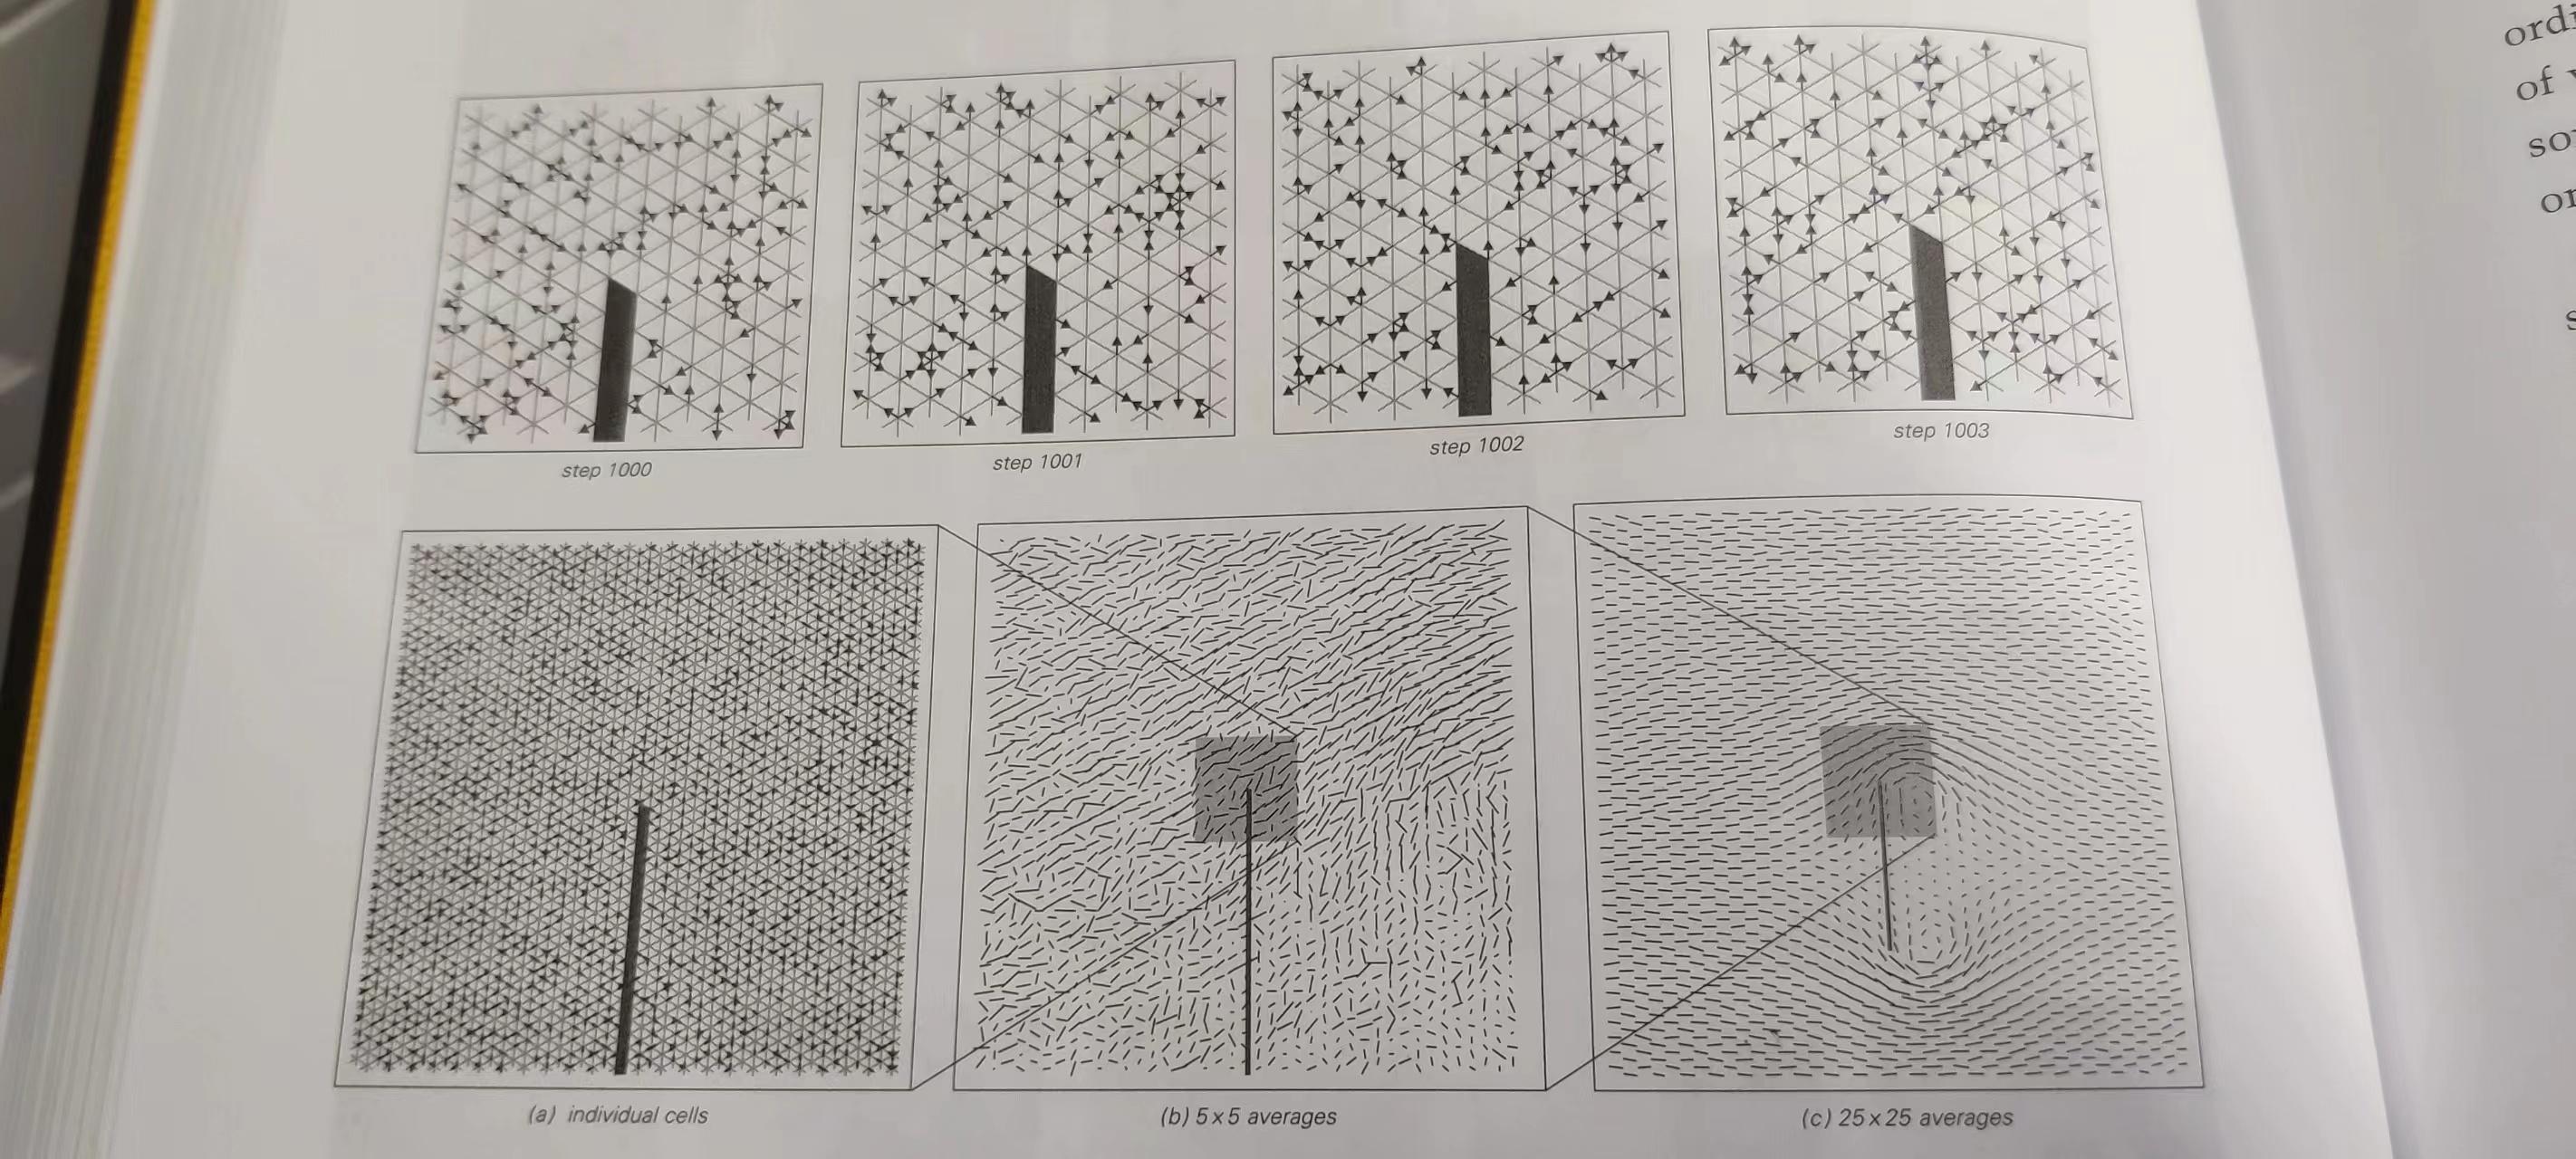 step 1000
step 1001
step 1002
step 1003
(a) individual cells
(b) 5×5 averages
(c) 25×25 averages
of